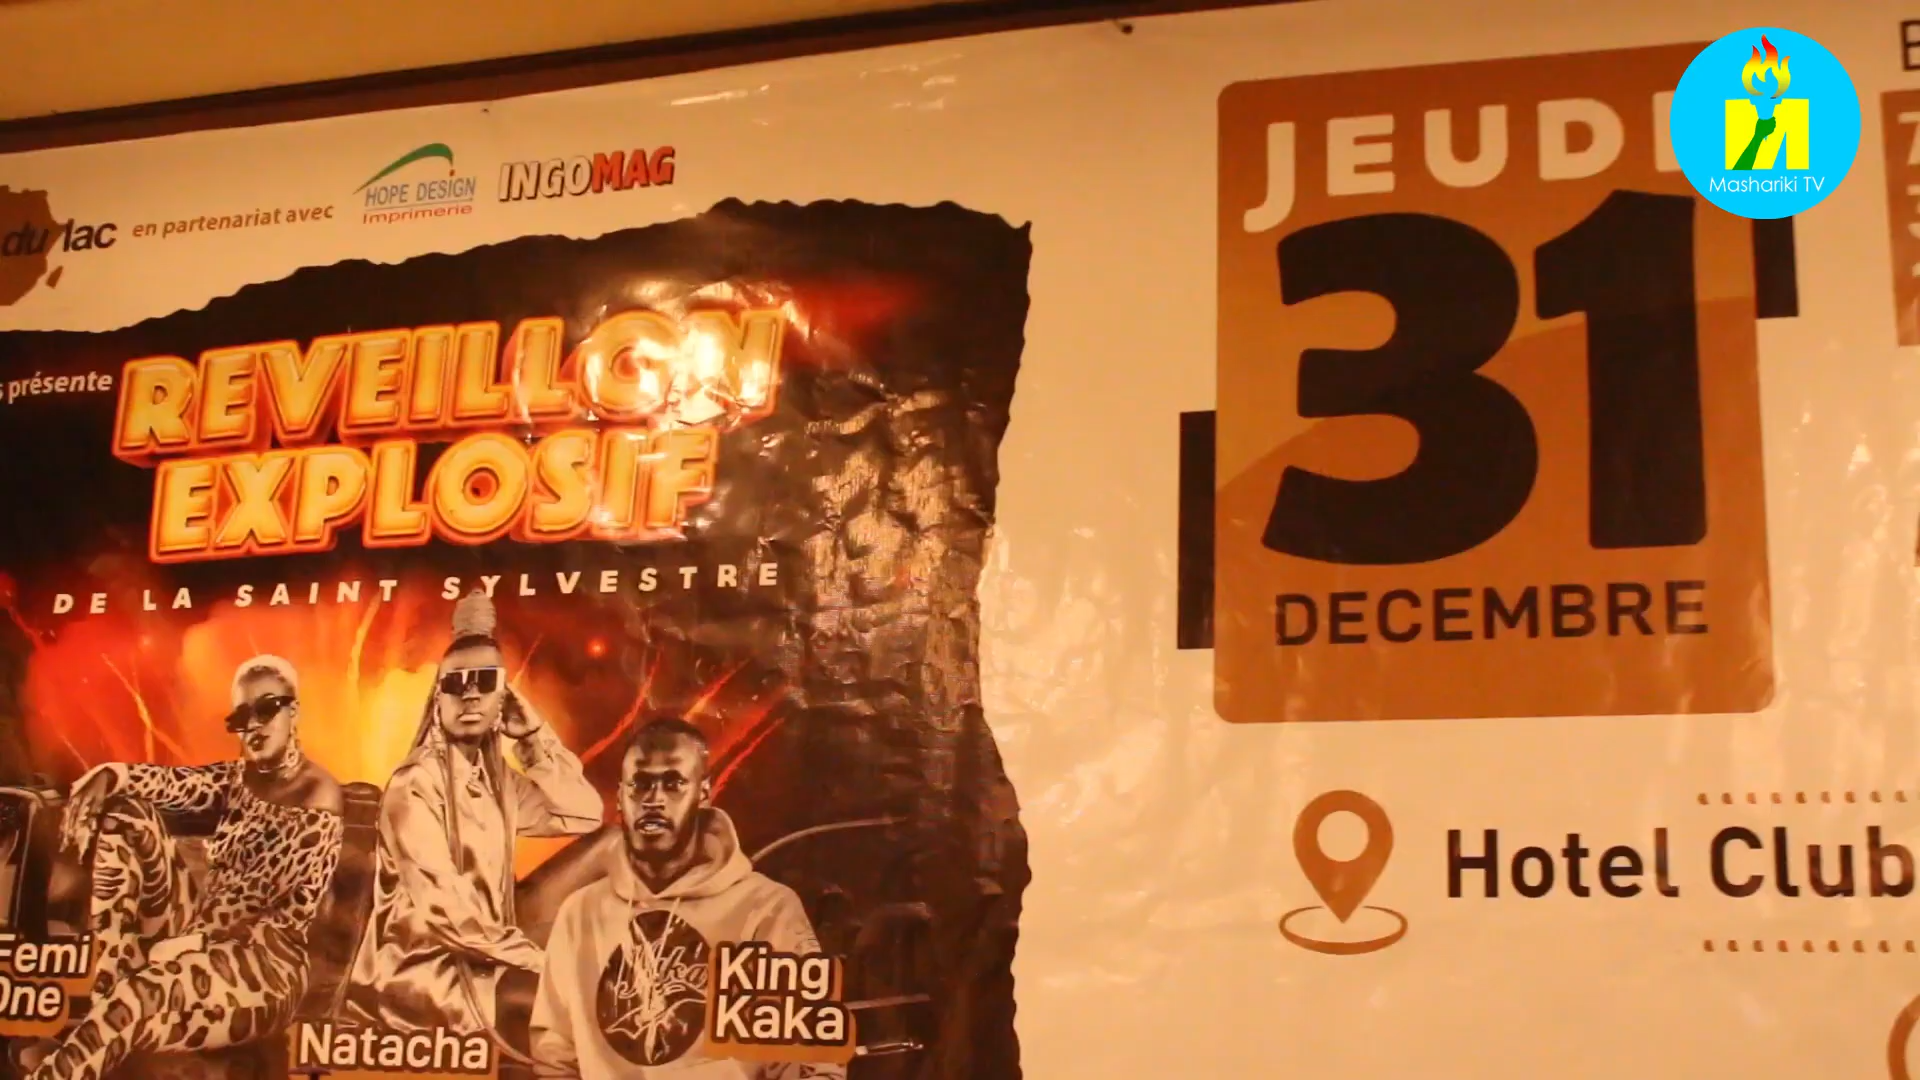 du lac en partenariat avec
HOPE DESIGN
Imprimerie
INGOMAG
présente
REVEILLON
EXPLOSIF
DE LA SAINT SYLVESTRE
Femi
One
Natacha
King
Kaka
JEUDI
31
DECEMBRE
Hotel Club
Mashariki TV